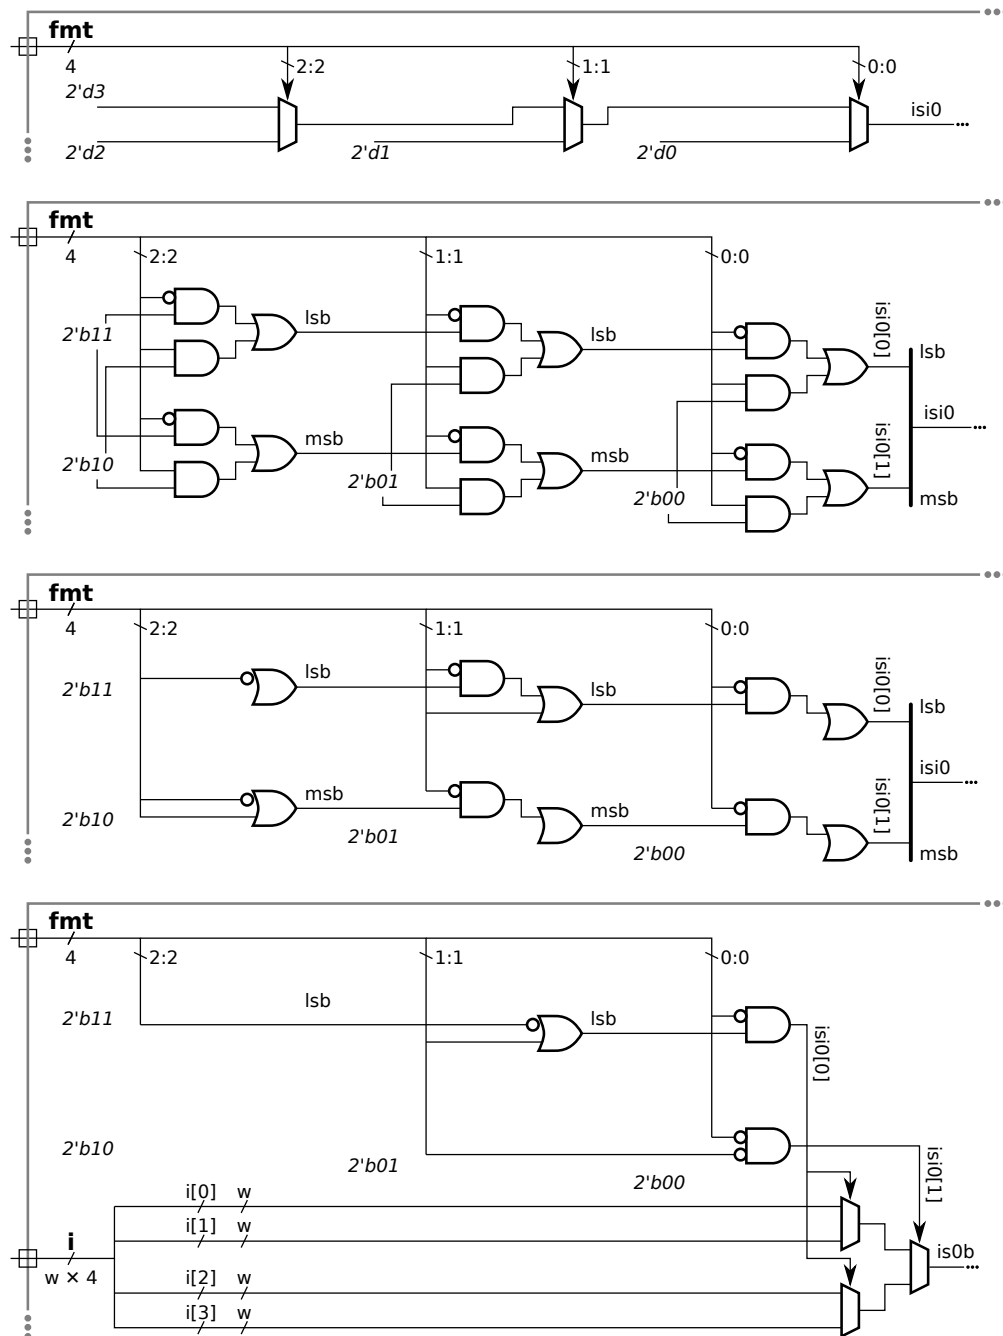 fmt
4
2:2
1:1
0:0
2'd3
isi0
2'd2
2'd1
2'd0
fmt
4
2:2
1:1
0:0
2'b11
lsb
lsb
isi0[0]
lsb
isi0
2'b10
msb
2'b01
msb
2'b00
isi0[1]
msb
fmt
4
2:2
1:1
0:0
2'b11
lsb
lsb
isi0[0]
lsb
isi0
2'b10
msb
2'b01
msb
2'b00
isi0[1]
msb
fmt
4
2:2
1:1
0:0
2'b11
lsb
lsb
isi0[0]
2'b10
2'b01
2'b00
isi0[1]
i[0] w
i[1] w
i
w × 4
i[2] w
i[3] w
is0b